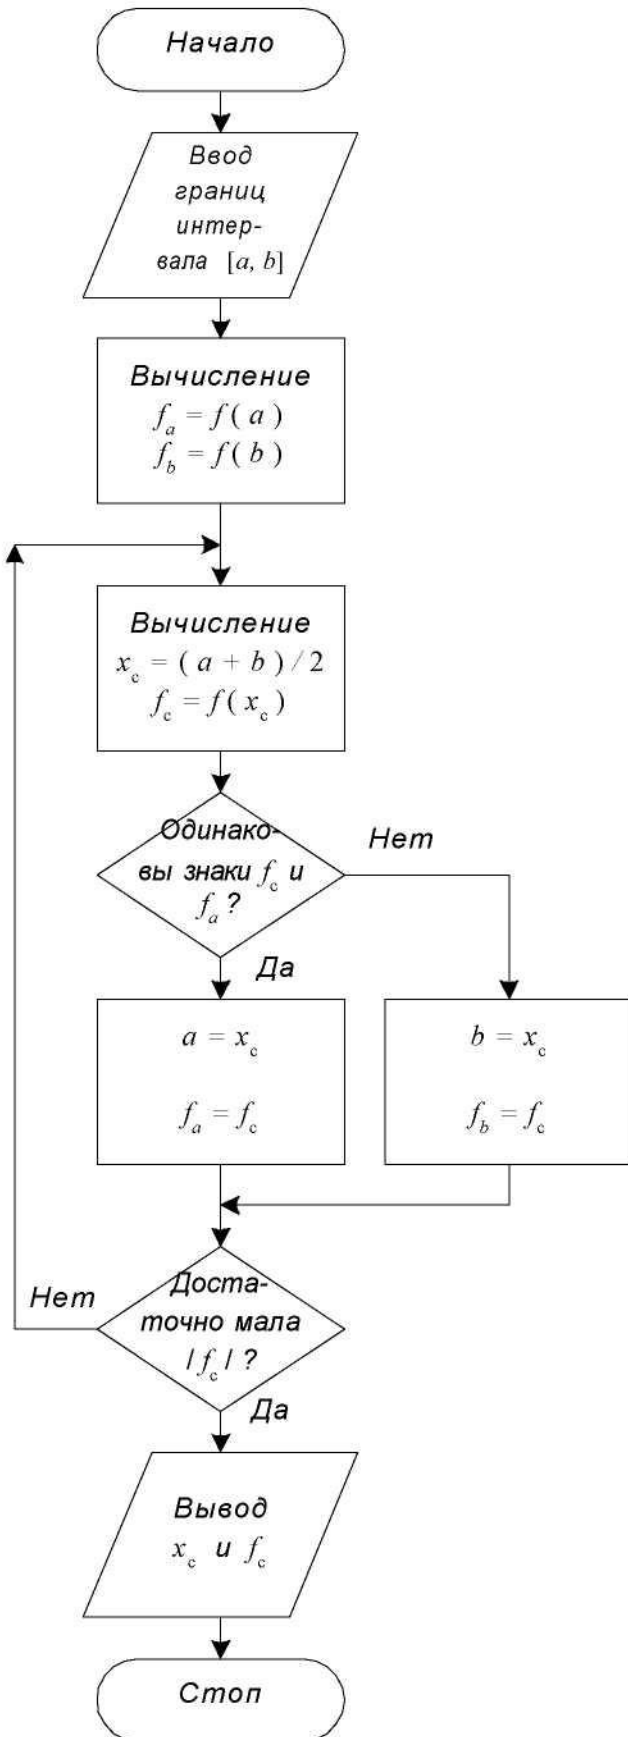 Начало
Ввод
границ
интер-
вала [a, b]
Вычисление
f_a = f ( a )
f_b = f ( b )
Вычисление
x_c = ( a + b ) / 2
f_c = f ( x_c )
Одинако-
вы знаки f_c и
f_a ?
Нет
Да
a = x_c
f_a = f_c
b = x_c
f_b = f_c
Доста-
точно мала
| f_c | ?
Нет
Да
Вывод
x_c и f_c
Стоп